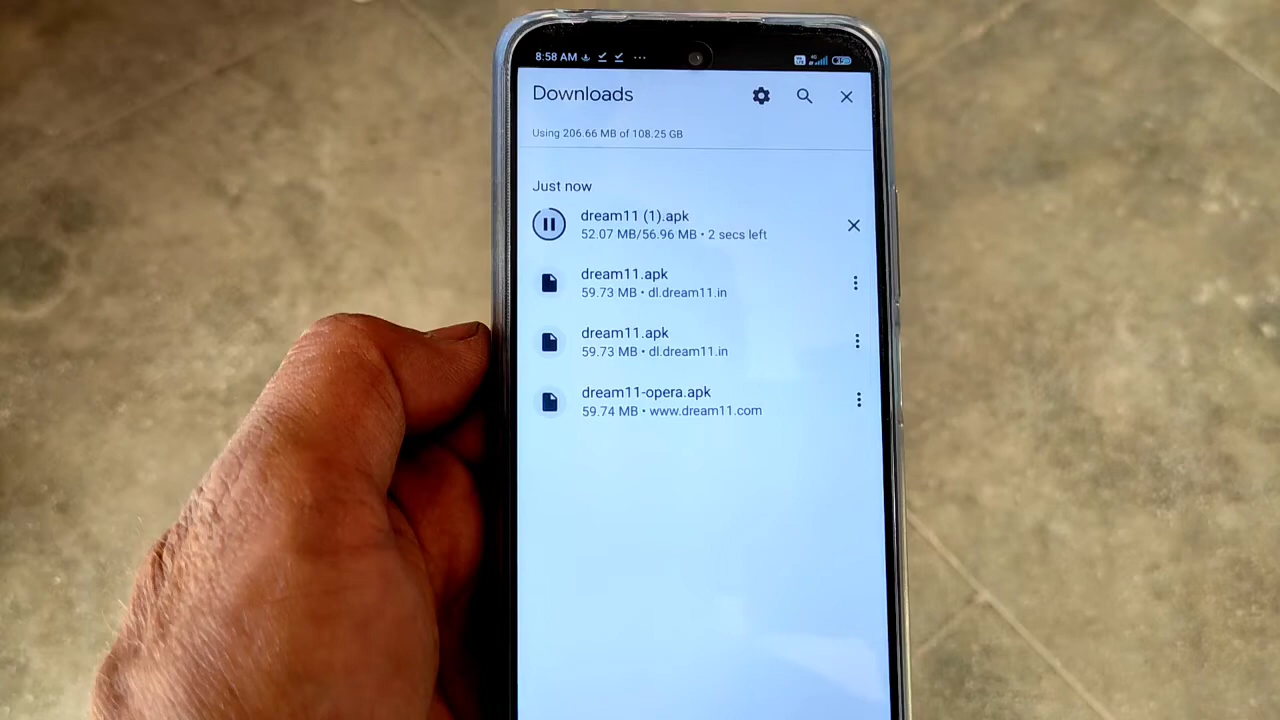 8:58 AM
Downloads
Using 206.66 MB of 108.25 GB
Just now
dream11 (1).apk
52.07 MB/56.96 MB • 2 secs left
dream11.apk
59.73 MB • dl.dream11.in
dream11.apk
59.73 MB • dl.dream11.in
dream11-opera.apk
59.74 MB • www.dream11.com